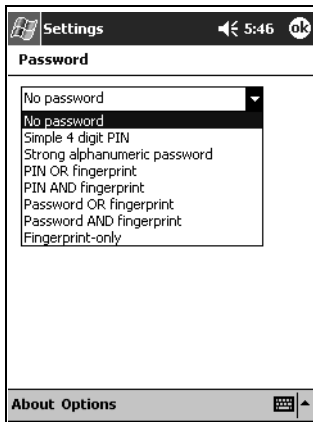 Settings 5:46 ok
Password
No password
No password
Simple 4 digit PIN
Strong alphanumeric password
PIN OR fingerprint
PIN AND fingerprint
Password OR fingerprint
Password AND fingerprint
Fingerprint-only
About Options